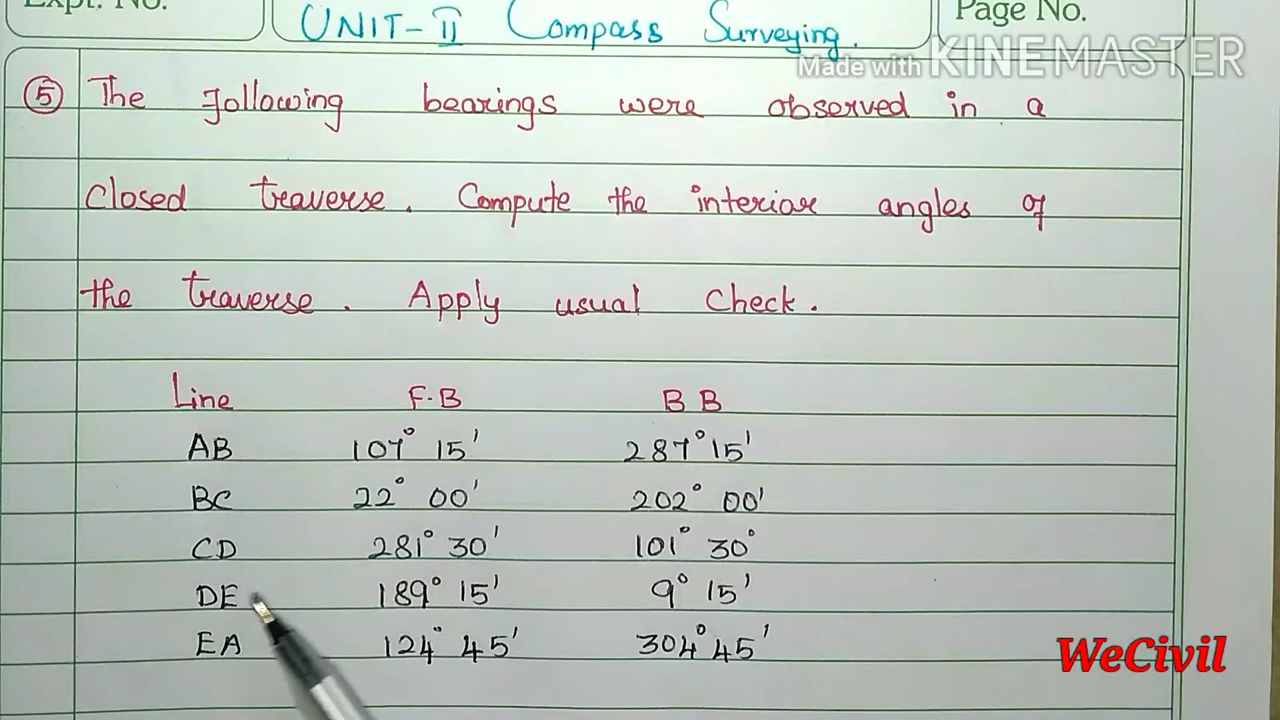 Expt. No.
UNIT-II Compass Surveying.
Page No.
Made with KINEMASTER
5 The following bearings were observed in a
closed traverse. Compute the interior angles of
the traverse. Apply usual check.
Line F.B B B
AB 107° 15' 287° 15'
BC 22° 00' 202° 00'
CD 281° 30' 101° 30°
DE 189° 15' 9° 15'
EA 124° 45' 304° 45'
WeCivil